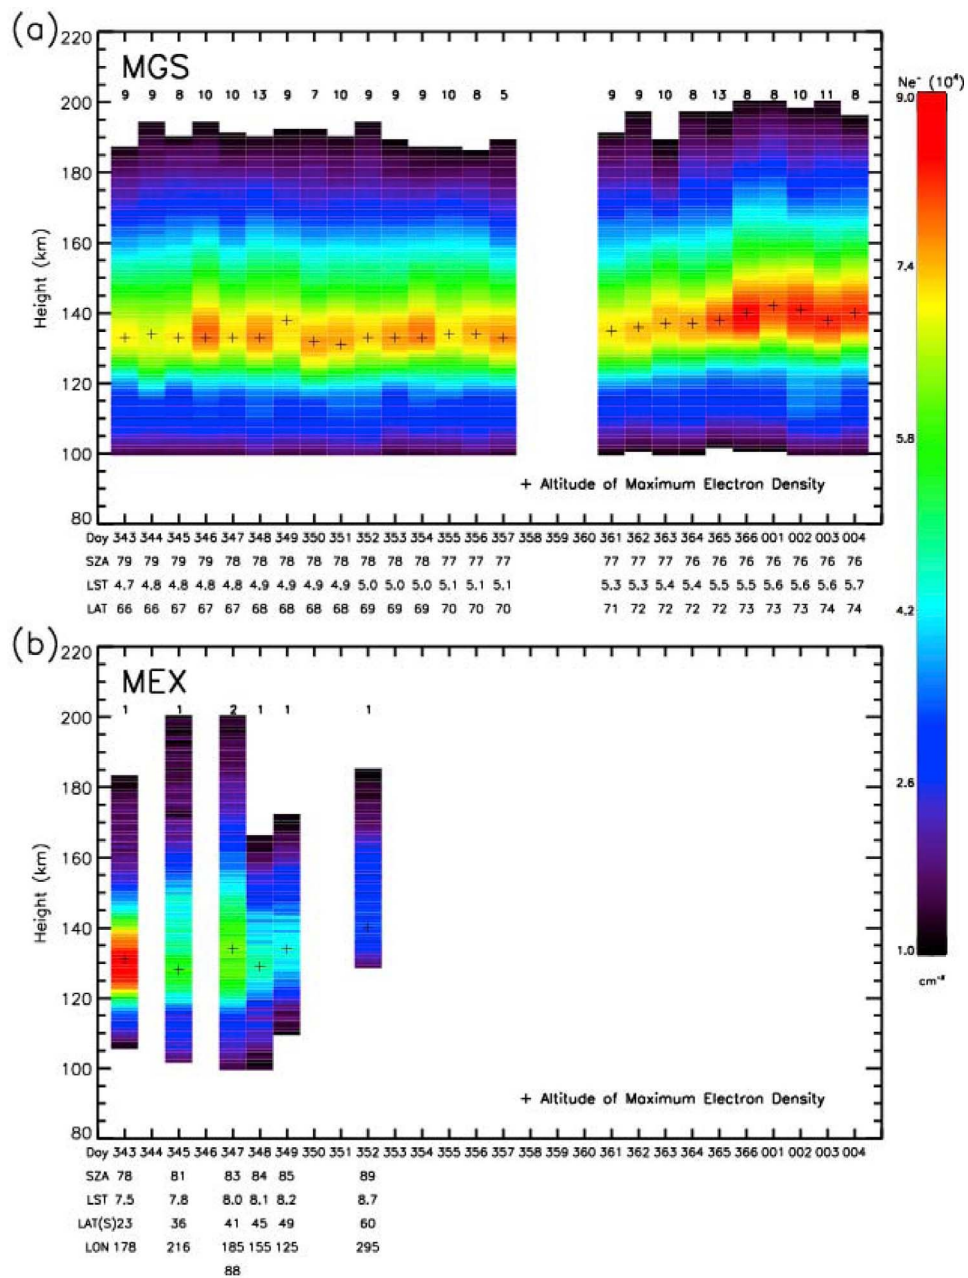 (a)
220
MGS
Ne⁻ (10⁴)
9 9 8 10 10 13 9 7 10 9 9 9 10 8 5 9 9 10 8 13 8 8 10 11 8
9.0
200
180
160
7.4
Height (km)
140
120
5.8
100
+ Altitude of Maximum Electron Density
80
Day 343 344 345 346 347 348 349 350 351 352 353 354 355 356 357 358 359 360 361 362 363 364 365 366 001 002 003 004
SZA 79 79 79 79 78 78 78 78 78 78 78 78 77 77 77 77 77 77 76 76 76 76 76 76 76
LST 4.7 4.8 4.8 4.8 4.8 4.9 4.9 4.9 4.9 5.0 5.0 5.0 5.1 5.1 5.1 5.3 5.3 5.4 5.4 5.5 5.5 5.6 5.6 5.6 5.7
LAT 66 66 67 67 67 68 68 68 68 69 69 69 70 70 70 71 72 72 72 72 73 73 73 74 74
4.2
(b)
220
MEX
1 1 2 1 1 1
200
180
2.6
160
Height (km)
140
1.0
cm⁻³
120
100
+ Altitude of Maximum Electron Density
80
Day 343 344 345 346 347 348 349 350 351 352 353 354 355 356 357 358 359 360 361 362 363 364 365 366 001 002 003 004
SZA 78 81 83 84 85 89
LST 7.5 7.8 8.0 8.1 8.2 8.7
LAT(S)23 36 41 45 49 60
LON 178 216 185 155 125 295
88